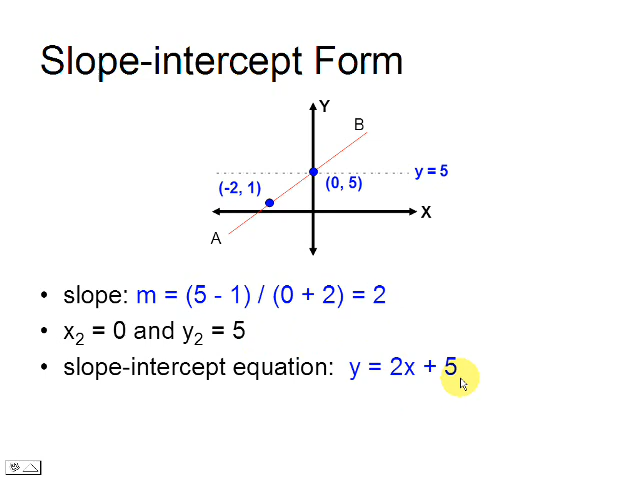 Slope-intercept Form
Y
B
y = 5
(-2, 1)
(0, 5)
X
A
• slope: m = (5 - 1) / (0 + 2) = 2
• x₂ = 0 and y₂ = 5
• slope-intercept equation: y = 2x + 5